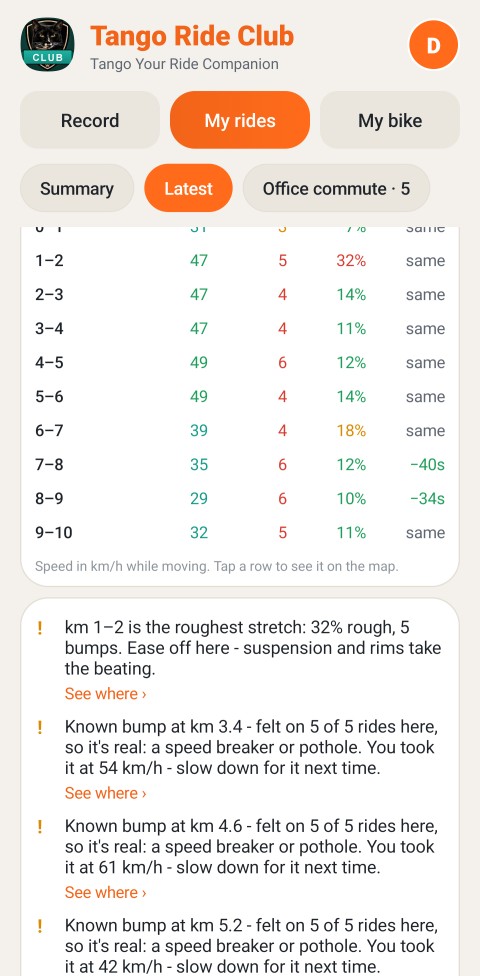 Tango Ride Club
CLUB
Tango Your Ride Companion
D
Record
My rides
My bike
Summary
Latest
Office commute · 5
0–1 51 3 7% same
1–2 47 5 32% same
2–3 47 4 14% same
3–4 47 4 11% same
4–5 49 6 12% same
5–6 49 4 14% same
6–7 39 4 18% same
7–8 35 6 12% −40s
8–9 29 6 10% −34s
9–10 32 5 11% same
Speed in km/h while moving. Tap a row to see it on the map.
! km 1–2 is the roughest stretch: 32% rough, 5
bumps. Ease off here - suspension and rims take
the beating.
See where ›
! Known bump at km 3.4 - felt on 5 of 5 rides here,
so it's real: a speed breaker or pothole. You took
it at 54 km/h - slow down for it next time.
See where ›
! Known bump at km 4.6 - felt on 5 of 5 rides here,
so it's real: a speed breaker or pothole. You took
it at 61 km/h - slow down for it next time.
See where ›
! Known bump at km 5.2 - felt on 5 of 5 rides here,
so it's real: a speed breaker or pothole. You took
it at 42 km/h - slow down for it next time.